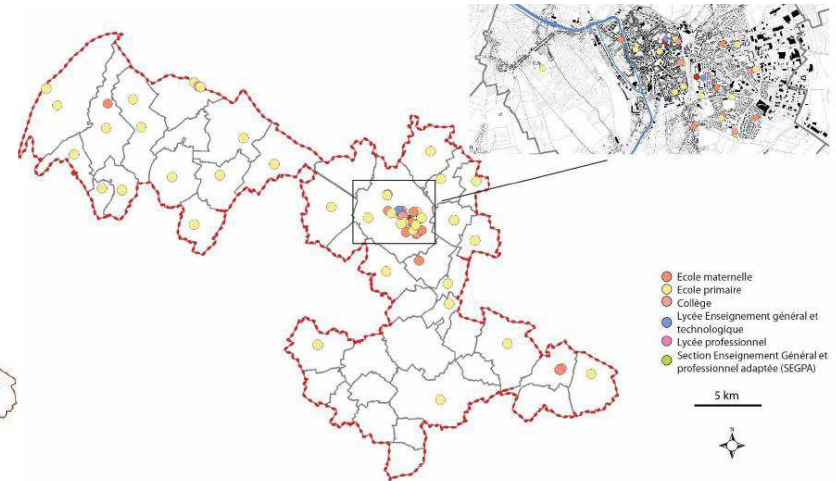 Ecole maternelle
Ecole primaire
Collège
Lycée Enseignement général et
technologique
Lycée professionnel
Section Enseignement Général et
professionnel adaptée (SEGPA)
5 km
N